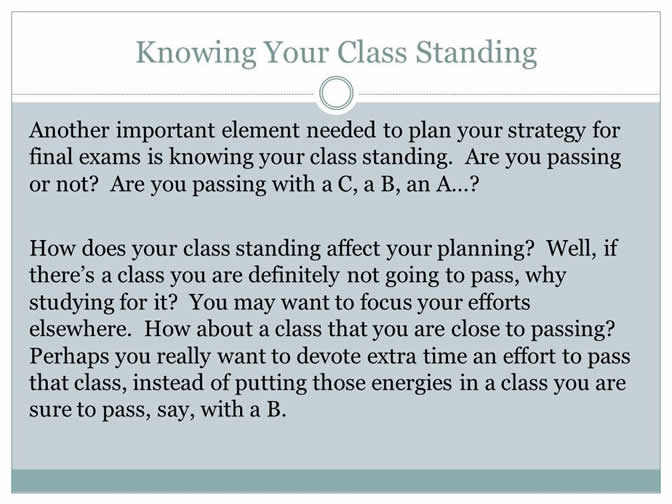 Knowing Your Class Standing
Another important element needed to plan your strategy for
final exams is knowing your class standing.  Are you passing
or not?  Are you passing with a C, a B, an A…?
How does your class standing affect your planning?  Well, if
there’s a class you are definitely not going to pass, why
studying for it?  You may want to focus your efforts
elsewhere.  How about a class that you are close to passing?
Perhaps you really want to devote extra time an effort to pass
that class, instead of putting those energies in a class you are
sure to pass, say, with a B.